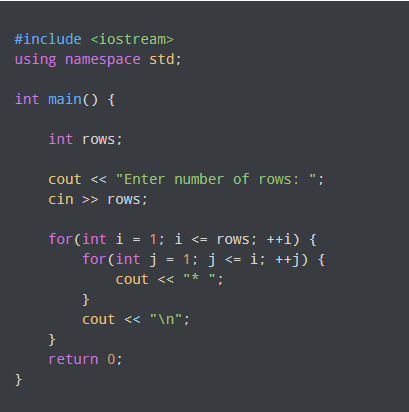 #include <iostream>
using namespace std;
int main() {
int rows;
cout << "Enter number of rows: ";
cin >> rows;
for(int i = 1; i <= rows; ++i) {
for(int j = 1; j <= i; ++j) {
cout << "* ";
}
cout << "\n";
}
return 0;
}